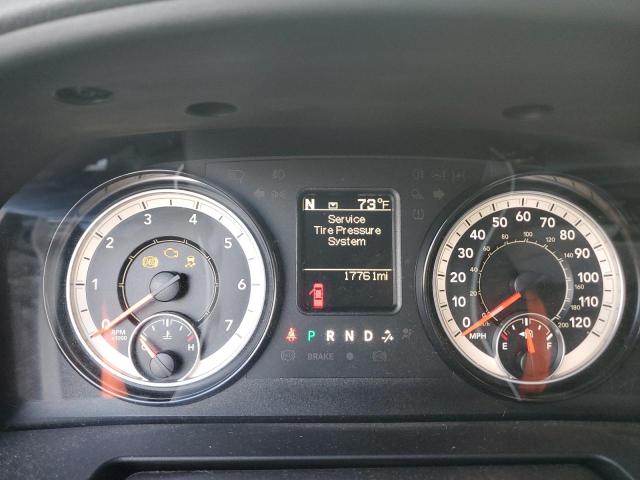 N 73°F
Service
Tire Pressure
System
17761mi
0 1 2 3 4 5 6 7
RPM
x1000
C H
P R N D
BRAKE
0 10 20 30 40 50 60 70 80 90 100 110 120
MPH
E F